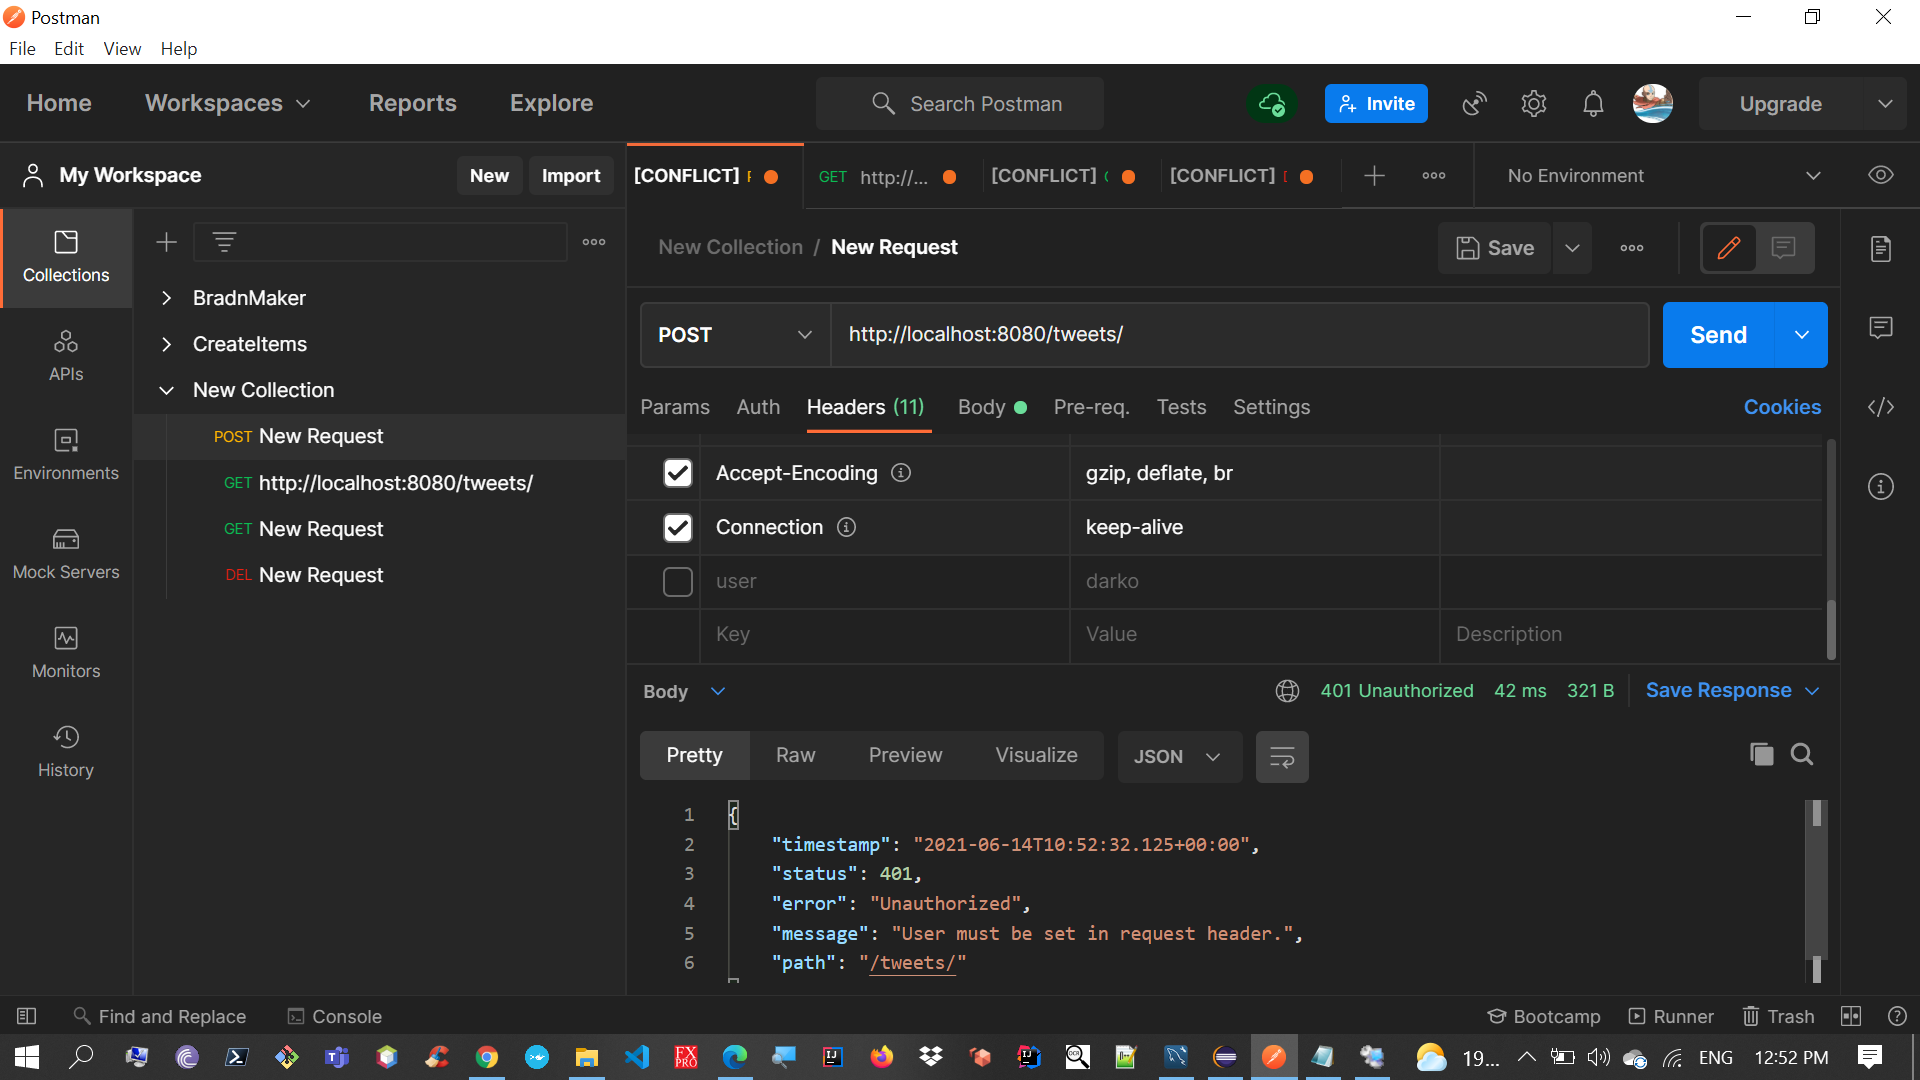 Postman
File Edit View Help
Home Workspaces Reports Explore Search Postman Invite Upgrade
My Workspace New Import
[CONFLICT] GET http://... [CONFLICT] [CONFLICT] No Environment
New Collection / New Request Save
Collections
APIs
Environments
Mock Servers
Monitors
History
BradnMaker
CreateItems
New Collection
POST New Request
GET http://localhost:8080/tweets/
GET New Request
DEL New Request
POST http://localhost:8080/tweets/ Send
Params Auth Headers (11) Body Pre-req. Tests Settings Cookies
Accept-Encoding gzip, deflate, br
Connection keep-alive
user darko
Key Value Description
Body 401 Unauthorized 42 ms 321 B Save Response
Pretty Raw Preview Visualize JSON
1 {
2 "timestamp": "2021-06-14T10:52:32.125+00:00",
3 "status": 401,
4 "error": "Unauthorized",
5 "message": "User must be set in request header.",
6 "path": "/tweets/"
Find and Replace Console Bootcamp Runner Trash
19... ENG 12:52 PM